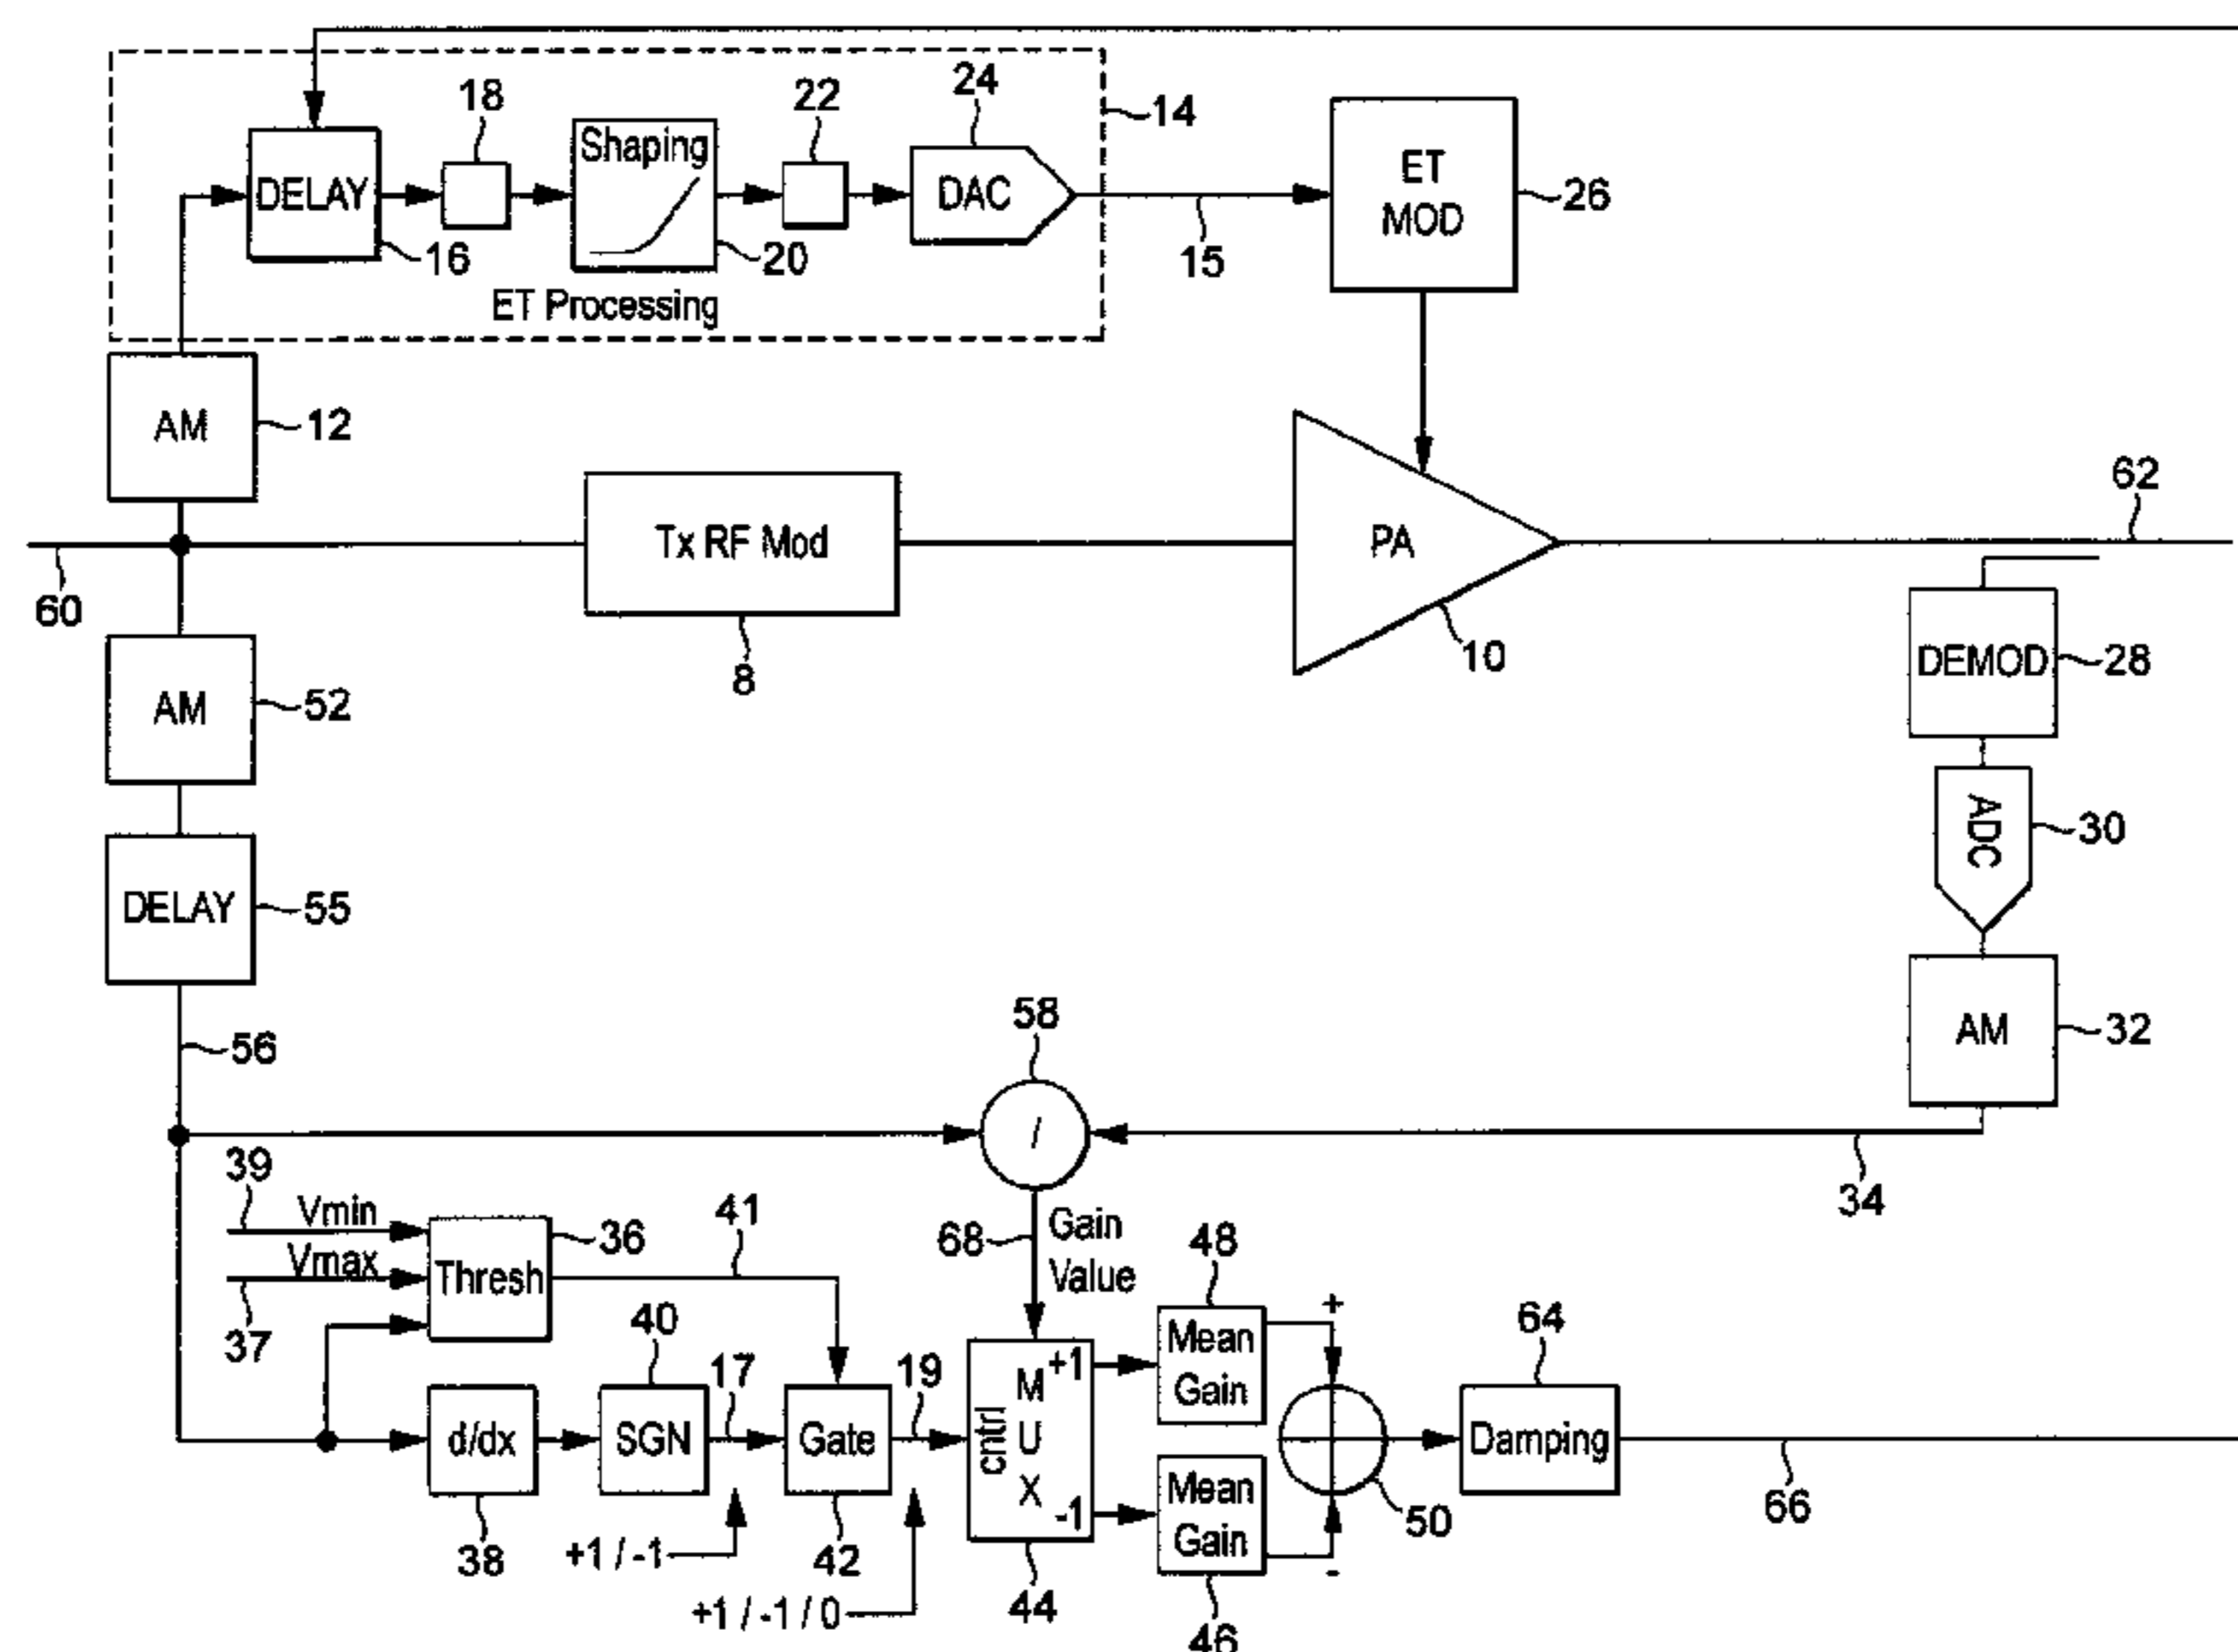 18
22
24
14
Shaping
DELAY
DAC
ET
MOD
26
16
20
15
ET Processing
AM
12
62
Tx RF Mod
PA
60
8
10
DEMOD
28
AM
52
ADC
30
DELAY
55
AM
32
56
58
/
34
39
Vmin
36
41
68
Gain
Value
48
Vmax
Thresh
37
40
17
19
+1
Mean
Gain
+
64
d/dx
SGN
Gate
cntrl
MUX
Damping
-1
Mean
Gain
-
50
66
38
+1 / -1
42
44
+1 / -1 / 0
46